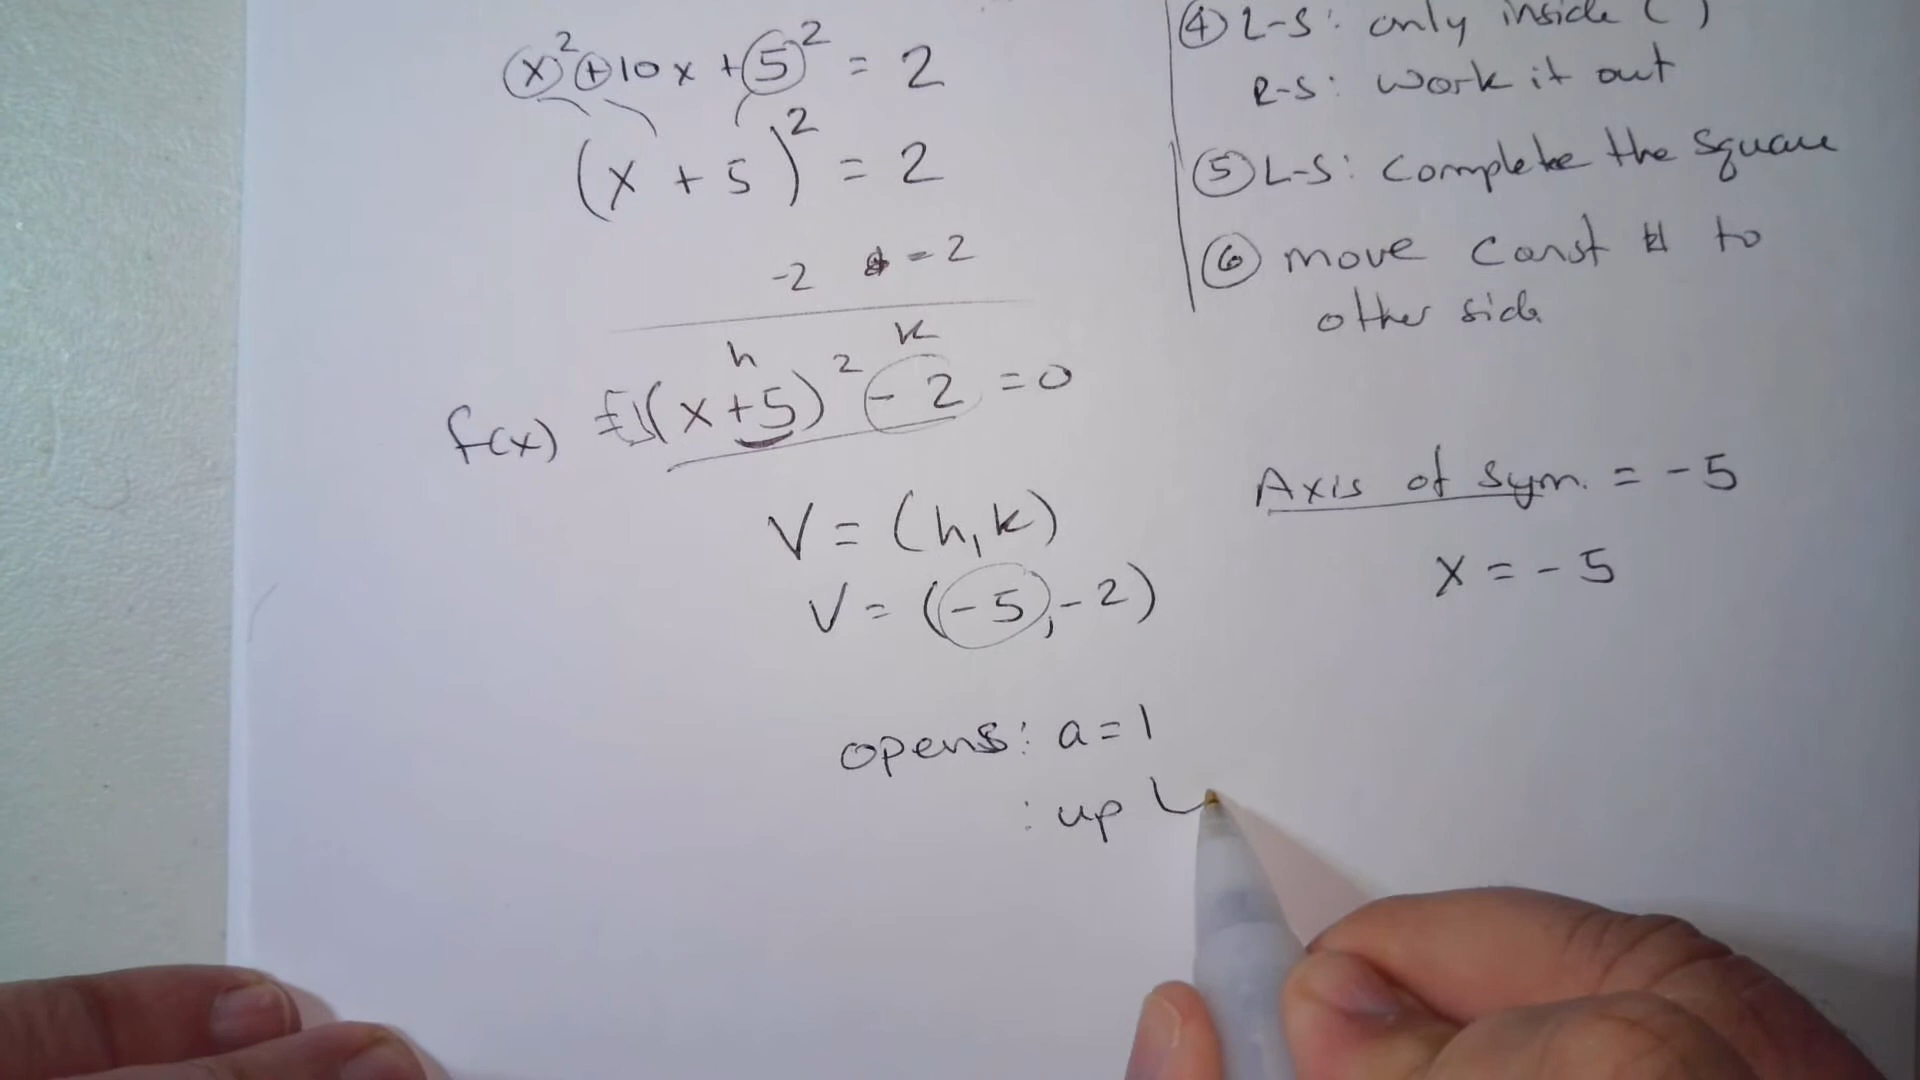 x² + 10x + 5² = 2
(x + 5)² = 2
-2 = 2
h k
f(x) = 1(x+5)² - 2 = 0
V = (h, k)
V = (-5, -2)
opens: a = 1
: up
④ L-S: only inside ( )
R-S: work it out
⑤ L-S: complete the square
⑥ move const # to
other side
Axis of sym. = -5
x = -5